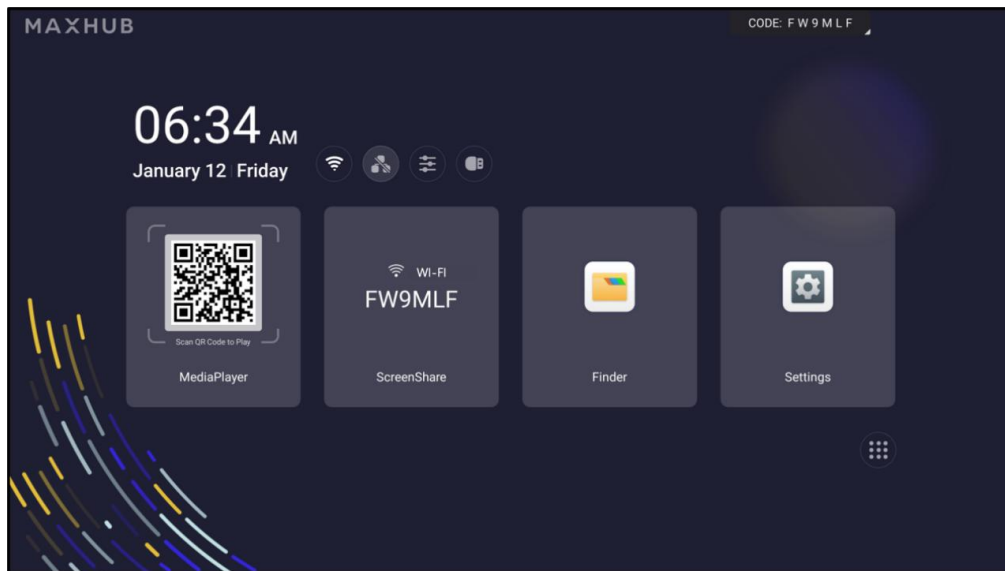 MAXHUB
CODE: F W 9 M L F
06:34 AM
January 12 Friday
Scan QR Code to Play
MediaPlayer
WI-FI
FW9MLF
ScreenShare
Finder
Settings